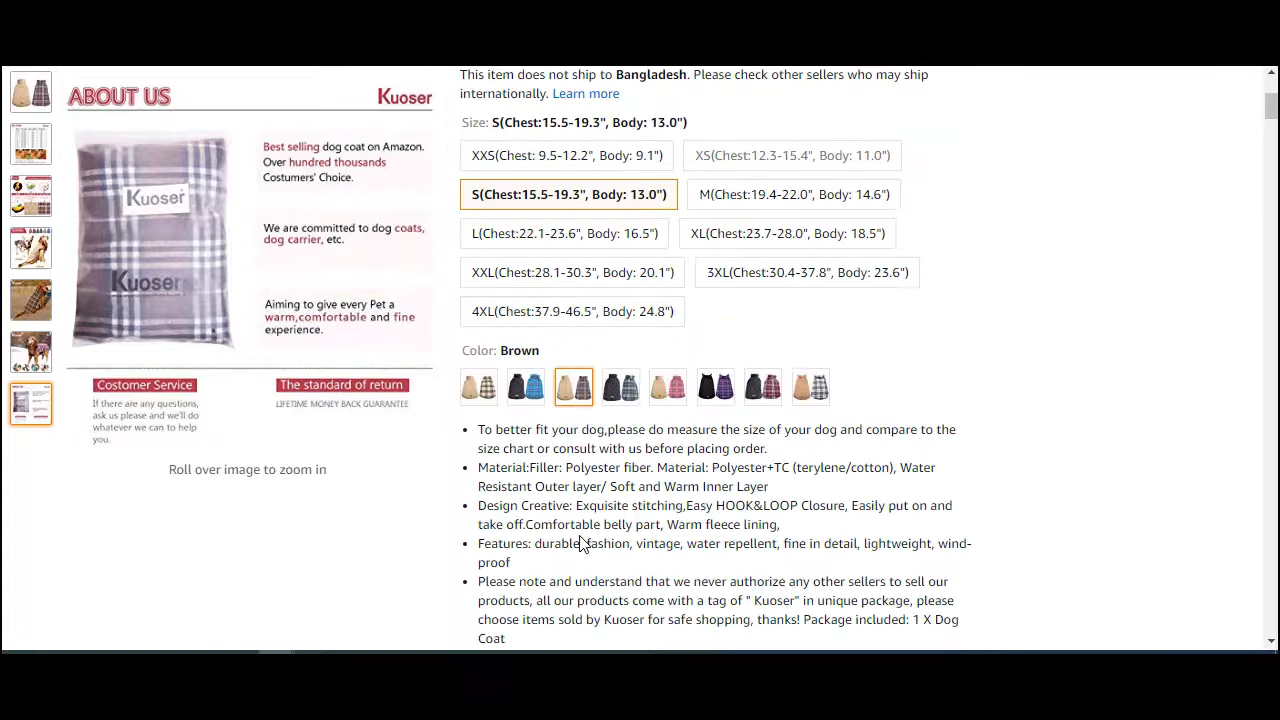 This item does not ship to Bangladesh. Please check other sellers who may ship
internationally. Learn more
ABOUT US
Kuoser
Best selling dog coat on Amazon.
Over hundred thousands
Costumers' Choice.
Kuoser
We are committed to dog coats,
dog carrier, etc.
Kuoser
Aiming to give every Pet a
warm,comfortable and fine
experience.
Costomer Service
The standard of return
If there are any questions,
ask us please and we'll do
whatever we can to help
you.
LIFETIME MONEY BACK GUARANTEE
Roll over image to zoom in
Size: S(Chest:15.5-19.3", Body: 13.0")
XXS(Chest: 9.5-12.2", Body: 9.1")
XS(Chest:12.3-15.4", Body: 11.0")
S(Chest:15.5-19.3", Body: 13.0")
M(Chest:19.4-22.0", Body: 14.6")
L(Chest:22.1-23.6", Body: 16.5")
XL(Chest:23.7-28.0", Body: 18.5")
XXL(Chest:28.1-30.3", Body: 20.1")
3XL(Chest:30.4-37.8", Body: 23.6")
4XL(Chest:37.9-46.5", Body: 24.8")
Color: Brown
To better fit your dog,please do measure the size of your dog and compare to the
size chart or consult with us before placing order.
Material:Filler: Polyester fiber. Material: Polyester+TC (terylene/cotton), Water
Resistant Outer layer/ Soft and Warm Inner Layer
Design Creative: Exquisite stitching,Easy HOOK&LOOP Closure, Easily put on and
take off.Comfortable belly part, Warm fleece lining,
Features: durable, fashion, vintage, water repellent, fine in detail, lightweight, wind-
proof
Please note and understand that we never authorize any other sellers to sell our
products, all our products come with a tag of " Kuoser" in unique package, please
choose items sold by Kuoser for safe shopping, thanks! Package included: 1 X Dog
Coat